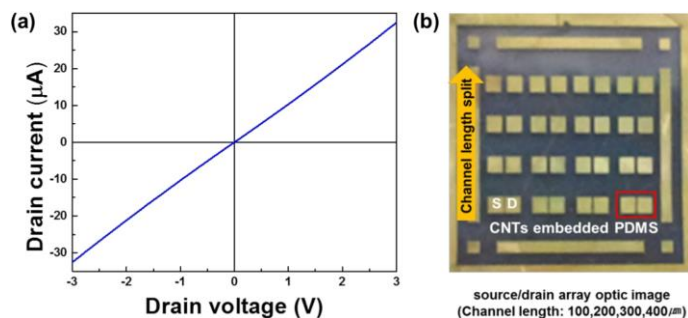 (a)
Drain current (μA)
30
20
10
0
-10
-20
-30
-3
-2
-1
0
1
2
3
Drain voltage (V)
(b)
Channel length split
S D
CNTs embedded PDMS
source/drain array optic image
(Channel length: 100,200,300,400㎛)